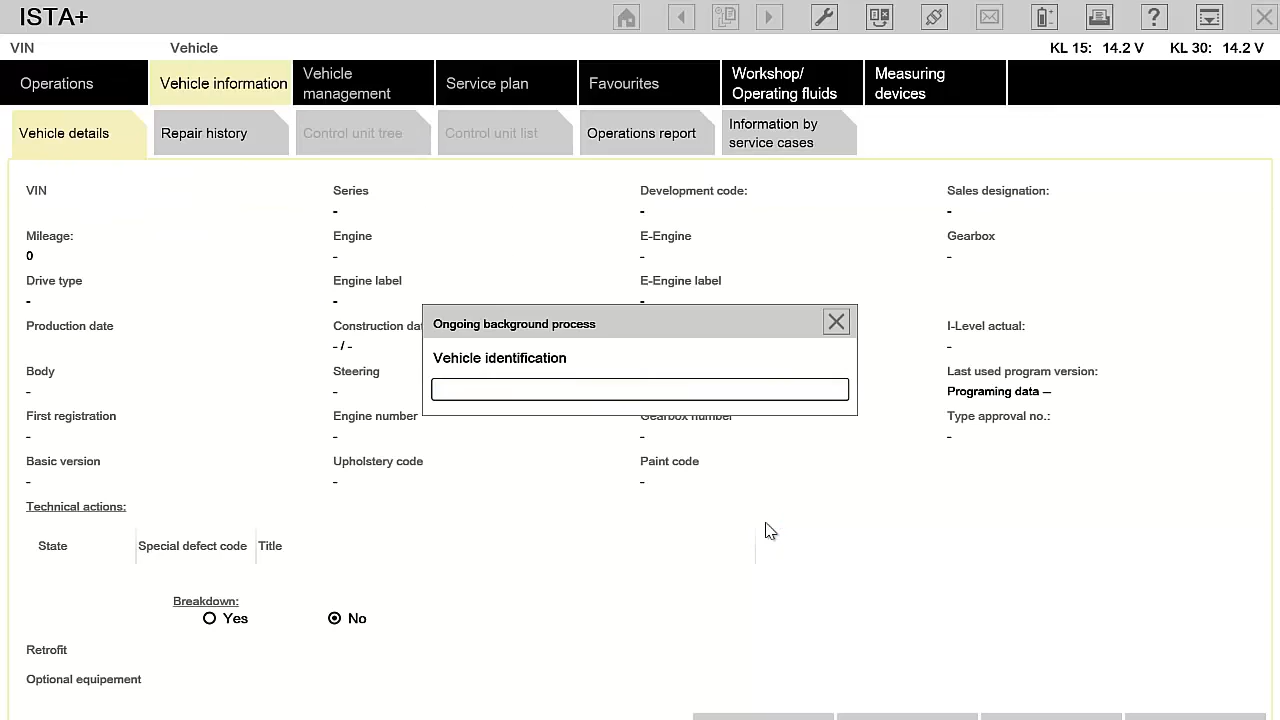 ISTA+
VIN Vehicle KL 15: 14.2 V KL 30: 14.2 V
Operations Vehicle information Vehicle management Service plan Favourites Workshop/ Operating fluids Measuring devices
Vehicle details Repair history Control unit tree Control unit list Operations report Information by service cases
VIN Series Development code: Sales designation:
- - -
Mileage: Engine E-Engine Gearbox
0 - - -
Drive type Engine label E-Engine label
- - -
Ongoing background process
Vehicle identification
Production date Construction I-Level actual:
- / - -
Body Steering Last used program version:
- - Programing data --
First registration Engine number Gearbox number Type approval no.:
- - - -
Basic version Upholstery code Paint code
- - -
Technical actions:
State Special defect code Title
Breakdown:
Yes No
Retrofit
Optional equipement